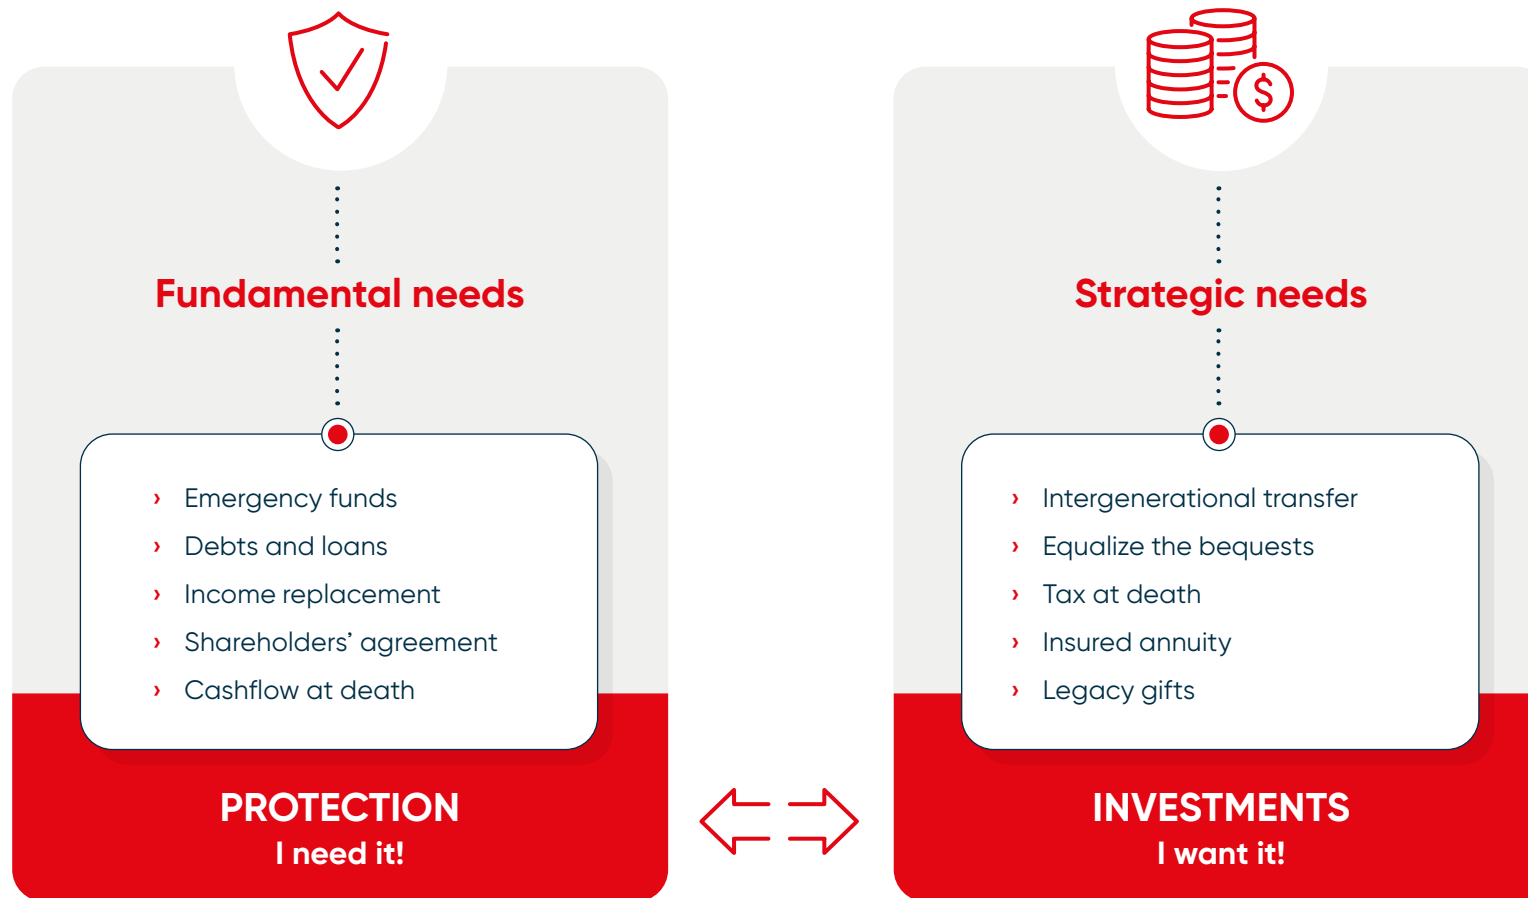 Fundamental needs
› Emergency funds
› Debts and loans
› Income replacement
› Shareholders’ agreement
› Cashflow at death
PROTECTION
I need it!
$
Strategic needs
› Intergenerational transfer
› Equalize the bequests
› Tax at death
› Insured annuity
› Legacy gifts
INVESTMENTS
I want it!